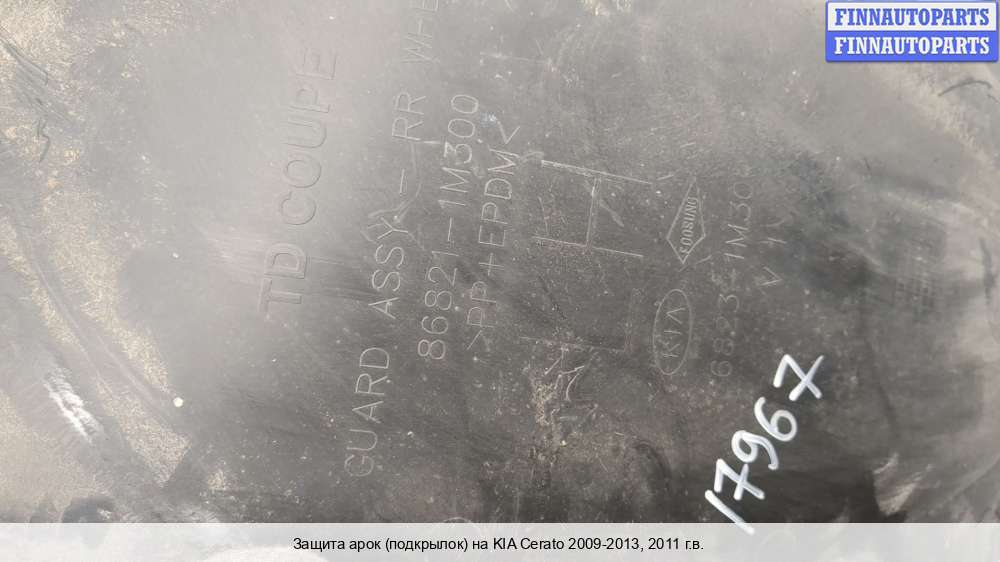 FINNAUTOPARTS
FINNAUTOPARTS
TD COUPE
GUARD ASSY-RR
86821-1M300
>PP+EPDM<
KIA
17967
Защита арок (подкрылок) на KIA Cerato 2009-2013, 2011 г.в.